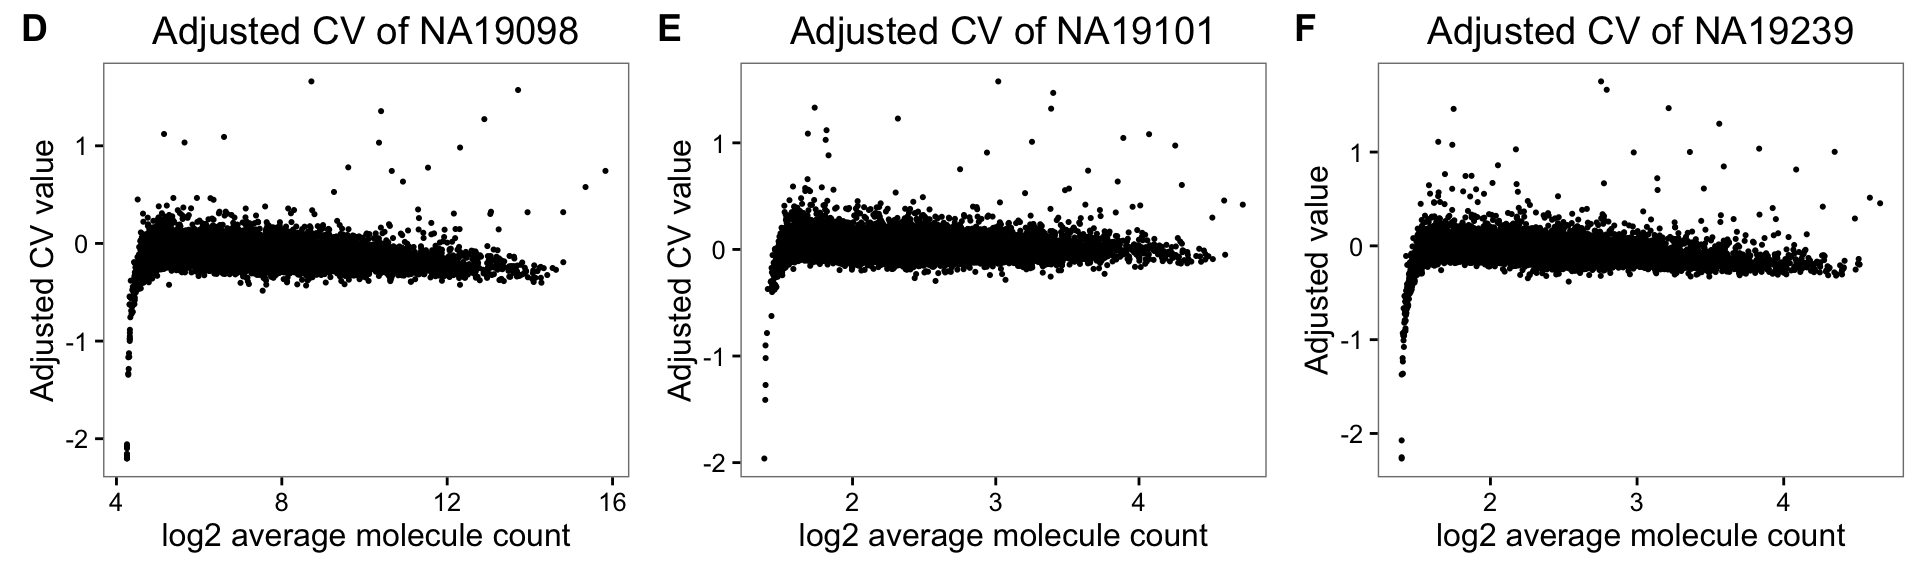 D Adjusted CV of NA19098
Adjusted CV value
1
0
-1
-2
4 8 12 16
log2 average molecule count
E Adjusted CV of NA19101
Adjusted CV value
1
0
-1
-2
2 3 4
log2 average molecule count
F Adjusted CV of NA19239
Adjusted value
1
0
-1
-2
2 3 4
log2 average molecule count